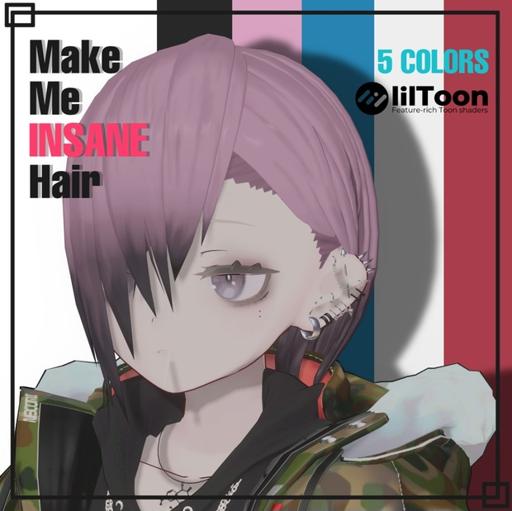 Make
Me
INSANE
Hair
5 COLORS
lilToon
Feature-rich Toon shaders